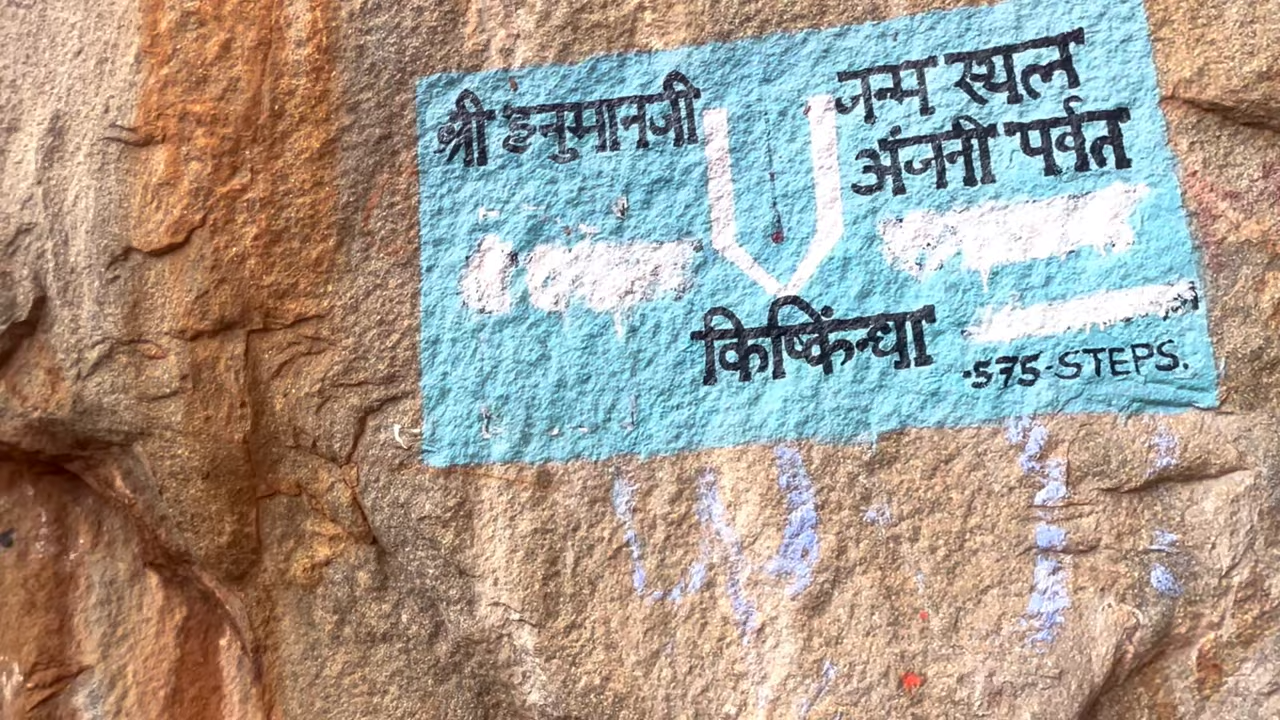 श्री हनुमानजी
जन्म स्थल
अंजनी पर्वत
किष्किंन्धा
-575-STEPS.